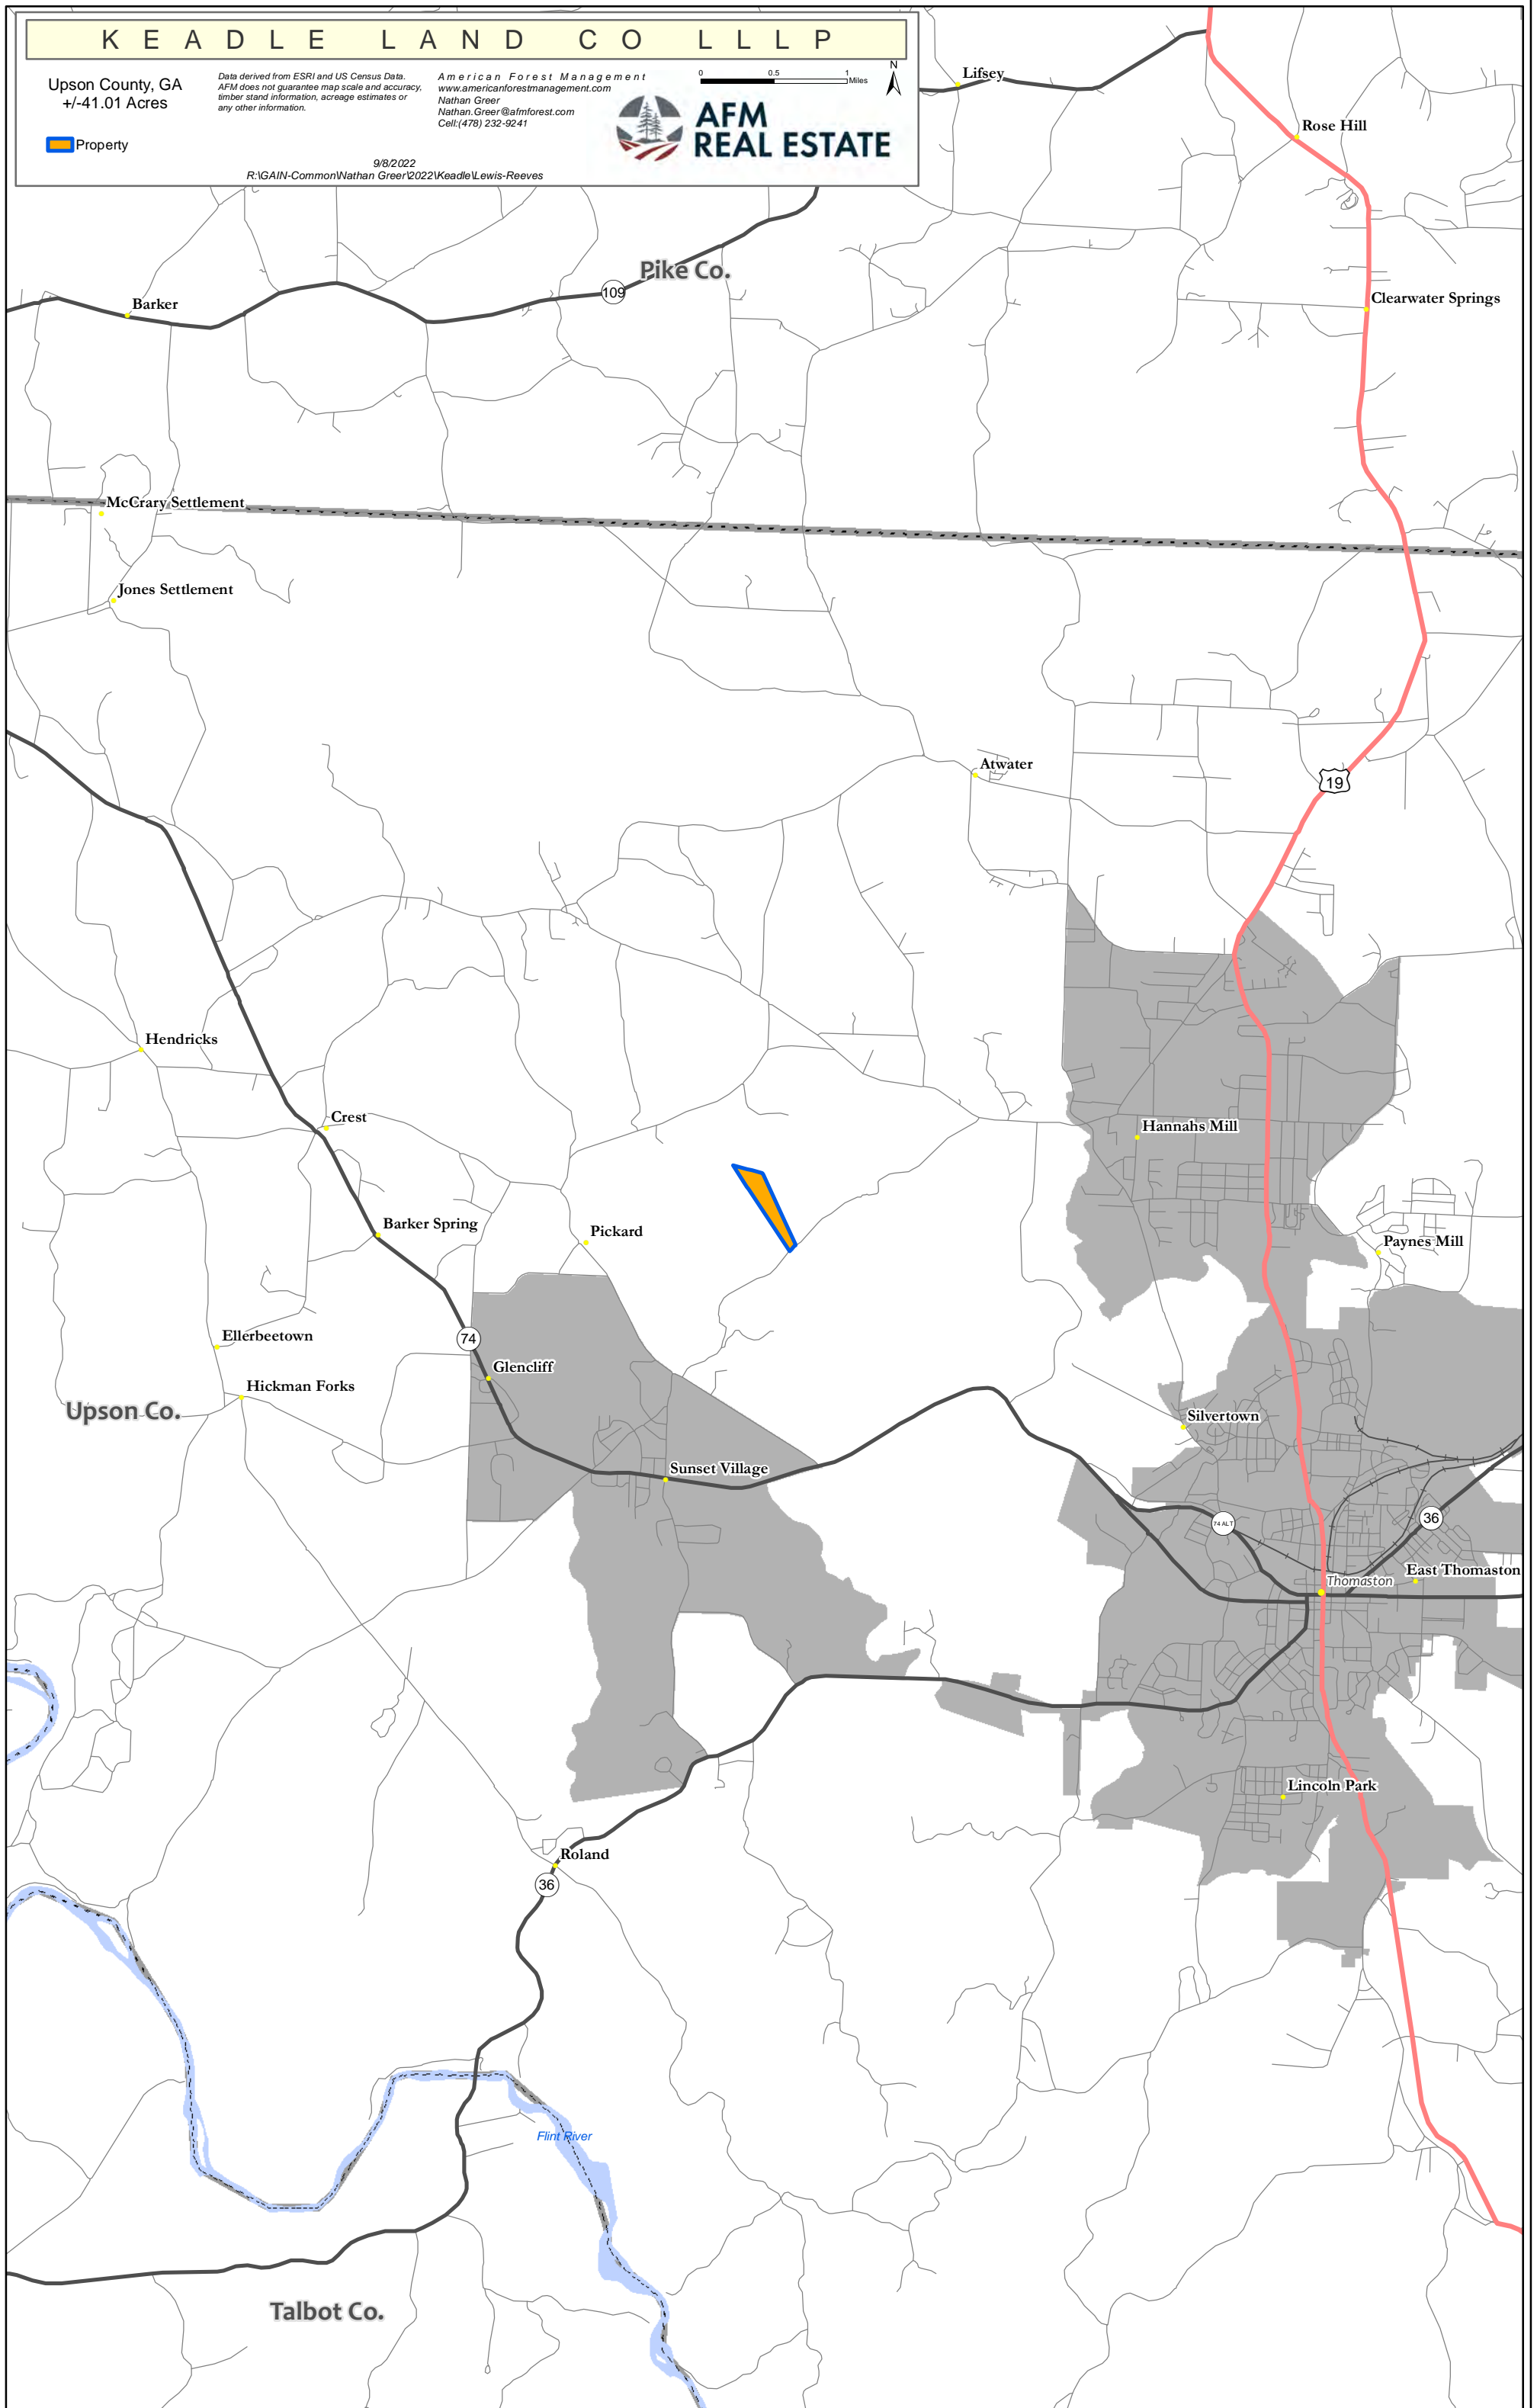 KEADLE LAND CO LLLP
Upson County, GA
+/-41.01 Acres
Property
Data derived from ESRI and US Census Data.
AFM does not guarantee map scale and accuracy,
timber stand information, acreage estimates or
any other information.
American Forest Management
www.americanforestmanagement.com
Nathan Greer
Nathan.Greer@afmforest.com
Cell:(478) 232-9241
0 0.5 1
Miles
N
AFM
REAL ESTATE
9/8/2022
R:\GAIN-Common\Nathan Greer\2022\Keadle\Lewis-Reeves
Lifsey
Rose Hill
Pike Co.
109
Clearwater Springs
Barker
McCrary Settlement
Jones Settlement
Atwater
19
Hendricks
Crest
Hannahs Mill
Barker Spring
Pickard
Paynes Mill
Ellerbeetown
74
Glencliff
Hickman Forks
Upson Co.
Silvertown
Sunset Village
74 ALT
36
East Thomaston
Thomaston
Lincoln Park
Roland
36
Flint River
Talbot Co.